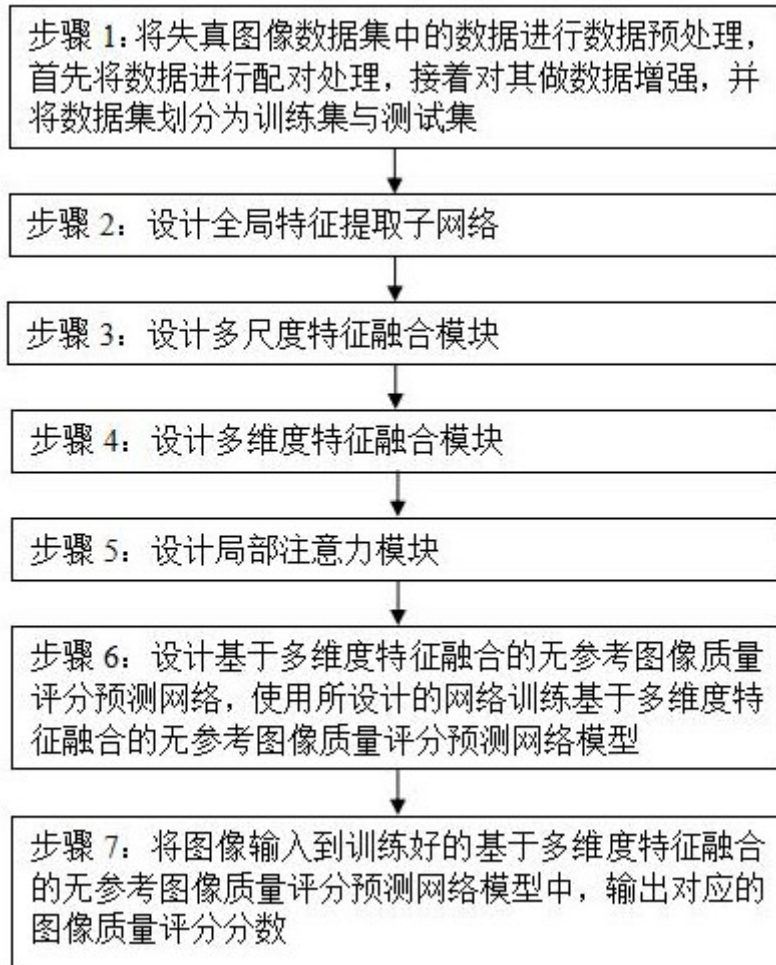 步骤 1:将失真图像数据集中的数据进行数据预处理，
首先将数据进行配对处理，接着对其做数据增强，并
将数据集划分为训练集与测试集
步骤 2：设计全局特征提取子网络
步骤 3：设计多尺度特征融合模块
步骤 4：设计多维度特征融合模块
步骤 5：设计局部注意力模块
步骤 6：设计基于多维度特征融合的无参考图像质量
评分预测网络，使用所设计的网络训练基于多维度特
征融合的无参考图像质量评分预测网络模型
步骤 7：将图像输入到训练好的基于多维度特征融合
的无参考图像质量评分预测网络模型中，输出对应的
图像质量评分分数